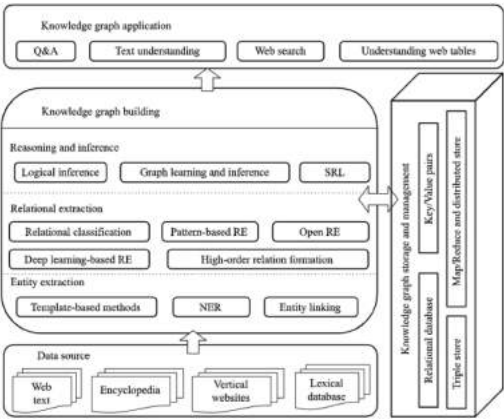 Knowledge graph application
Q&A
Text understanding
Web search
Understanding web tables
Knowledge graph building
Reasoning and inference
Logical inference
Graph learning and inference
SRL
Relational extraction
Relational classification
Pattern-based RE
Open RE
Deep learning-based RE
High-order relation formation
Entity extraction
Template-based methods
NER
Entity linking
Data source
Web
text
Encyclopedia
Vertical
websites
Lexical
database
Knowledge graph storage and management
Key/Value pairs
Map/Reduce and distributed store
Relational database
Triple store